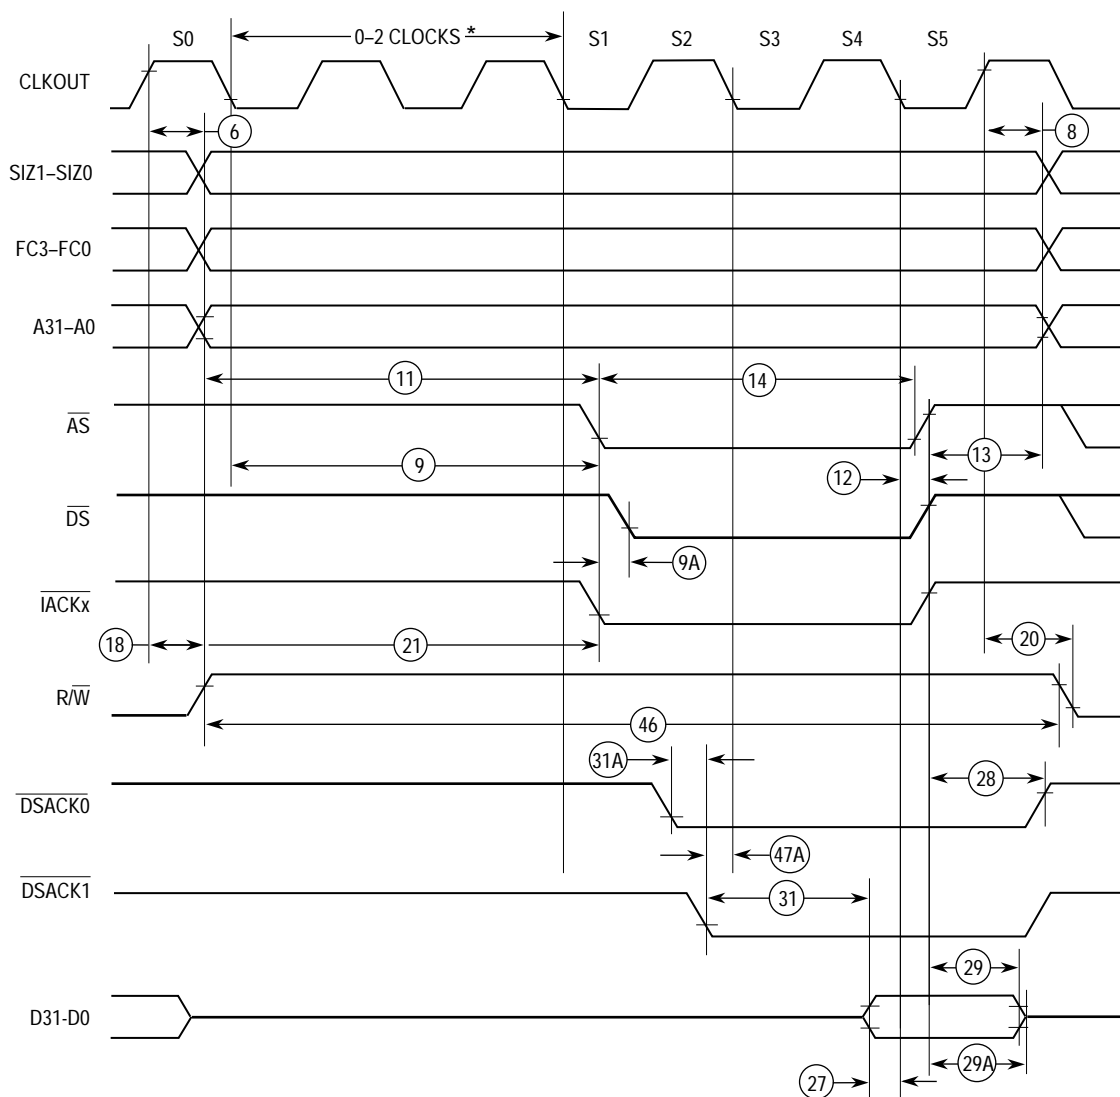 S0 0–2 CLOCKS * S1 S2 S3 S4 S5
CLKOUT
6 8
SIZ1–SIZ0
FC3–FC0
A31–A0
11 14
AS
9 13
12
DS
9A
IACKx
18 21 20
R/W
46
31A 28
DSACK0
47A
DSACK1
31
29
D31-D0
29A
27